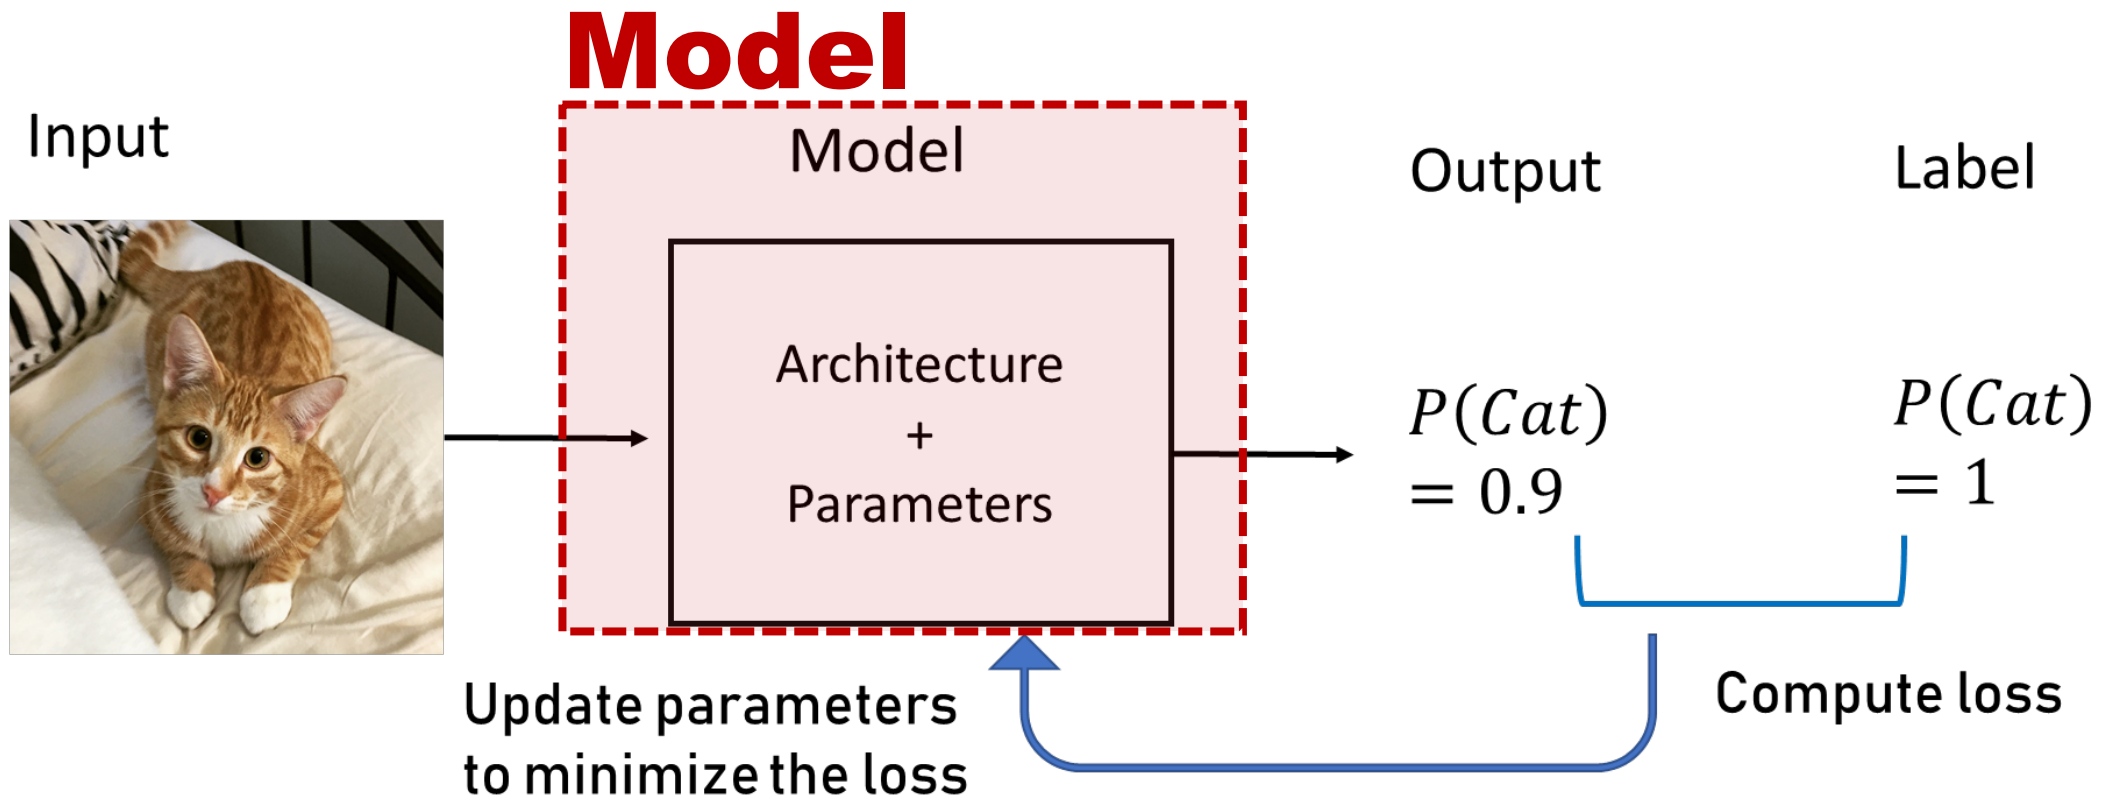 Model
Input
Model
Output
Label
Architecture
+
Parameters
P(Cat)
= 0.9
P(Cat)
= 1
Update parameters
to minimize the loss
Compute loss